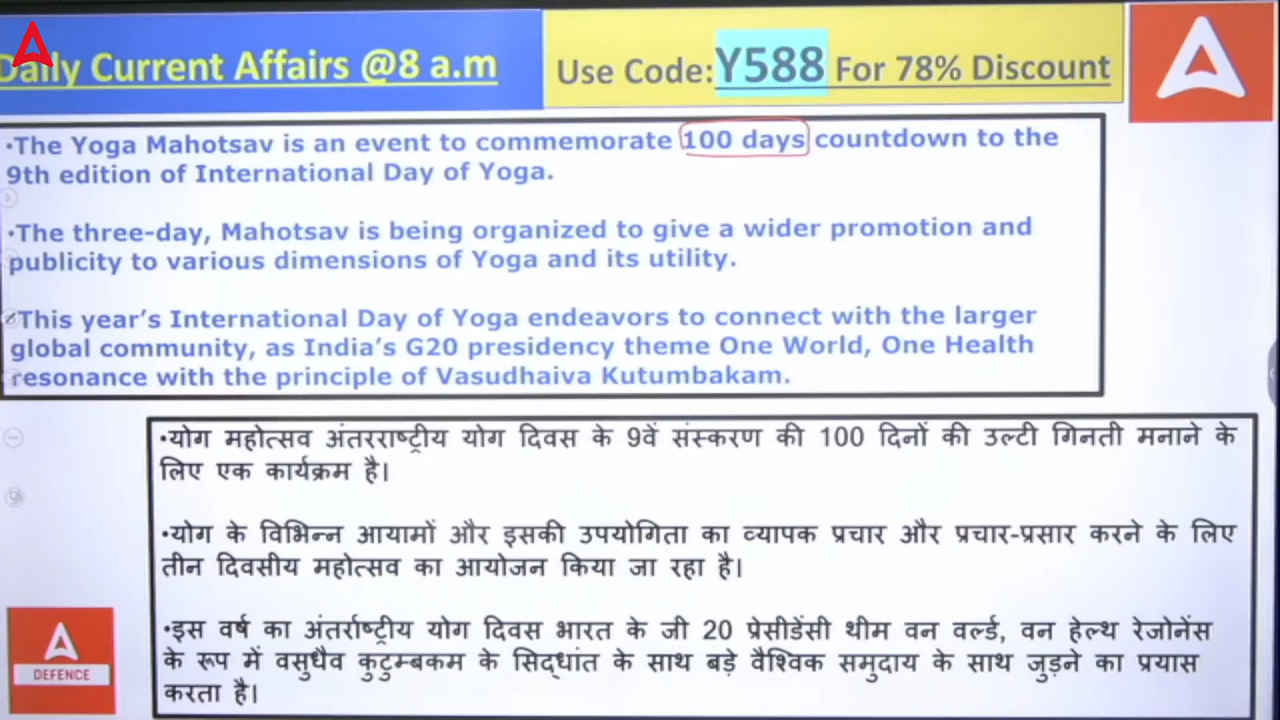 Daily Current Affairs @8 a.m
Use Code:Y588 For 78% Discount
•The Yoga Mahotsav is an event to commemorate 100 days countdown to the
9th edition of International Day of Yoga.
•The three-day, Mahotsav is being organized to give a wider promotion and
publicity to various dimensions of Yoga and its utility.
This year’s International Day of Yoga endeavors to connect with the larger
global community, as India’s G20 presidency theme One World, One Health
resonance with the principle of Vasudhaiva Kutumbakam.
•योग महोत्सव अंतरराष्ट्रीय योग दिवस के 9वें संस्करण की 100 दिनों की उल्टी गिनती मनाने के
लिए एक कार्यक्रम है।
•योग के विभिन्न आयामों और इसकी उपयोगिता का व्यापक प्रचार और प्रचार-प्रसार करने के लिए
तीन दिवसीय महोत्सव का आयोजन किया जा रहा है।
•इस वर्ष का अंतर्राष्ट्रीय योग दिवस भारत के जी 20 प्रेसीडेंसी थीम वन वर्ल्ड, वन हेल्थ रेजोनेंस
के रूप में वसुधैव कुटुम्बकम के सिद्धांत के साथ बड़े वैश्विक समुदाय के साथ जुड़ने का प्रयास
करता है।
DEFENCE